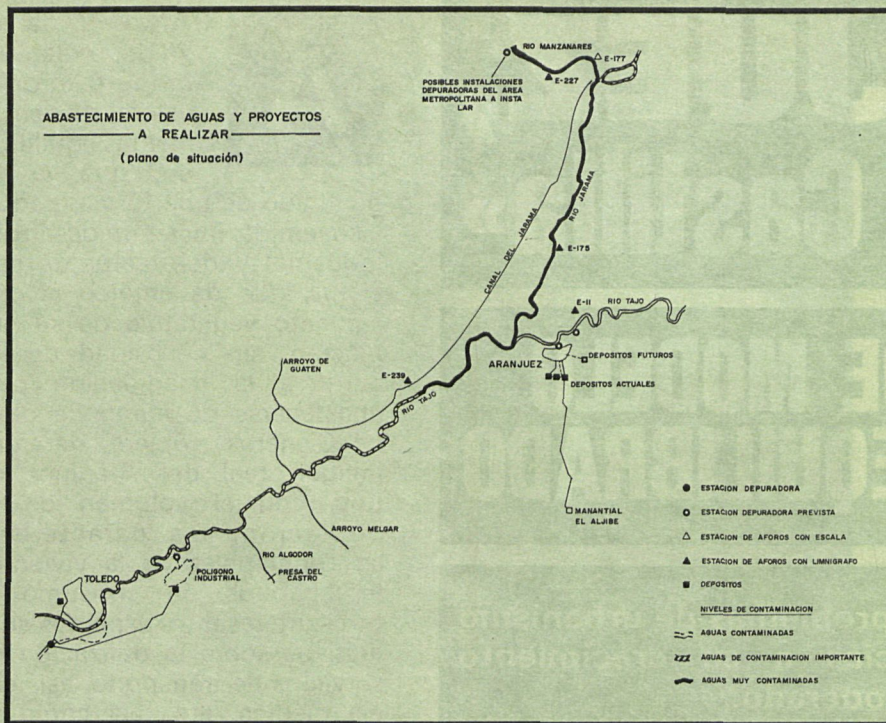 ABASTECIMIENTO DE AGUAS Y PROYECTOS
A REALIZAR
(plano de situación)
RIO MANZANARES
E-177
E-227
POSIBLES INSTALACIONES
DEPURADORAS DEL AREA
METROPOLITANA A INSTA
LAR
CANAL DEL JARAMA
RIO JARAMA
E-175
E-11
RIO TAJO
ARANJUEZ
DEPOSITOS FUTUROS
DEPOSITOS ACTUALES
ARROYO DE
GUATEN
E-239
RIO TAJO
MANANTIAL
EL ALJIBE
ARROYO MELGAR
RIO ALGODOR
PRESA DEL
CASTRO
POLIGONO
INDUSTRIAL
TOLEDO
ESTACION DEPURADORA
ESTACION DEPURADORA PREVISTA
ESTACION DE AFOROS CON ESCALA
ESTACION DE AFOROS CON LIMNIGRAFO
DEPOSITOS
NIVELES DE CONTAMINACION
AGUAS CONTAMINADAS
AGUAS DE CONTAMINACION IMPORTANTE
AGUAS MUY CONTAMINADAS